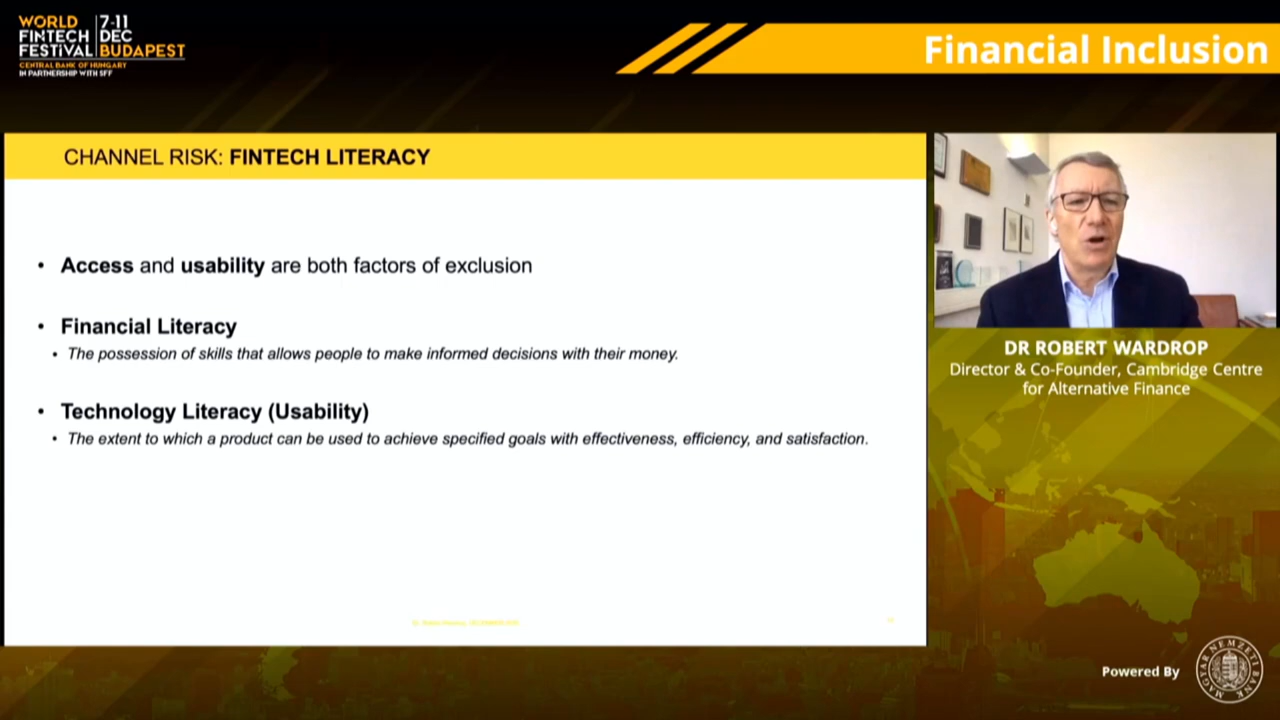 WORLD
FINTECH
FESTIVAL
7-11
DEC
BUDAPEST
CENTRAL BANK OF HUNGARY
IN PARTNERSHIP WITH SFF
Financial Inclusion
CHANNEL RISK: FINTECH LITERACY
• Access and usability are both factors of exclusion
• Financial Literacy
• The possession of skills that allows people to make informed decisions with their money.
• Technology Literacy (Usability)
• The extent to which a product can be used to achieve specified goals with effectiveness, efficiency, and satisfaction.
DR ROBERT WARDROP
Director & Co-Founder, Cambridge Centre
for Alternative Finance
Powered By
MAGYAR NEMZETI BANK